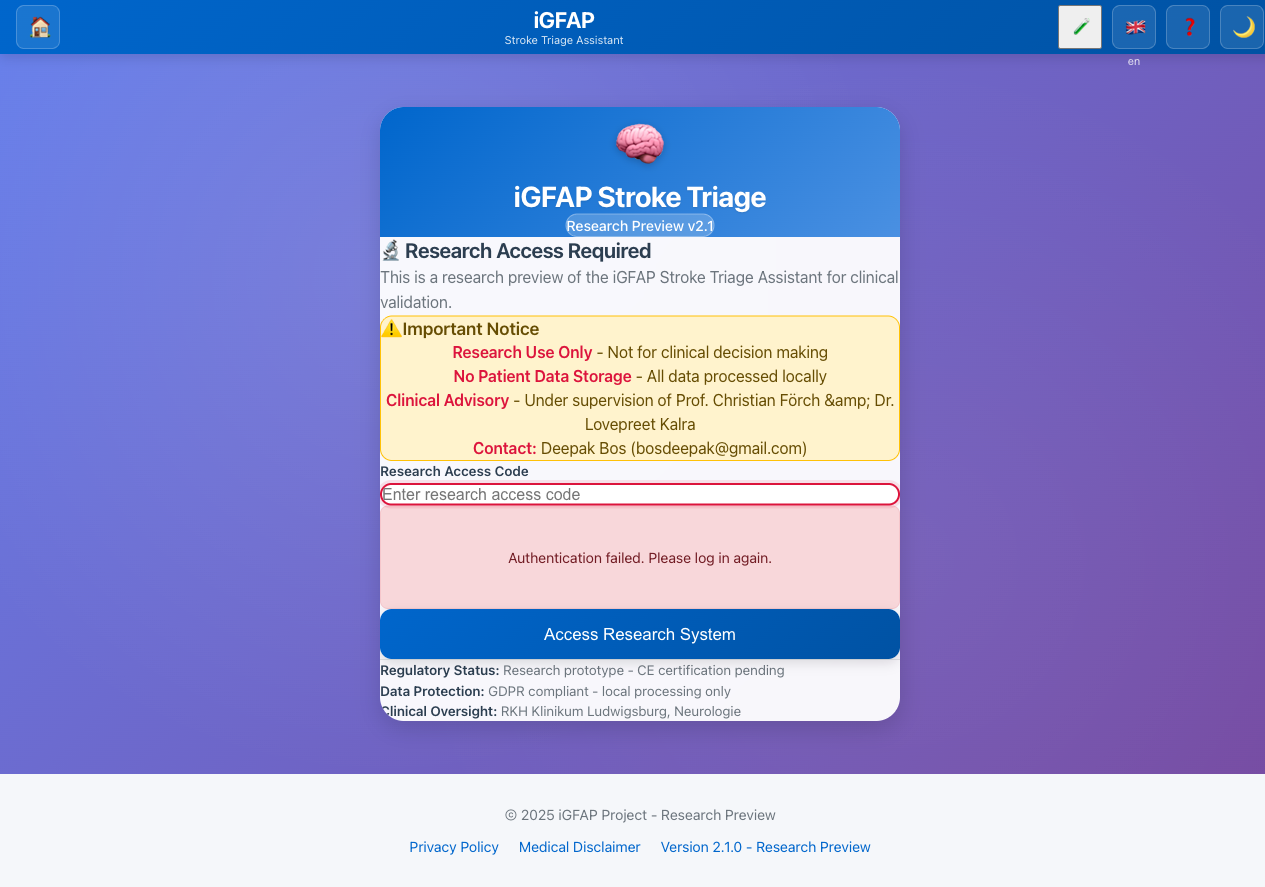 iGFAP
Stroke Triage Assistant
en
iGFAP Stroke Triage
Research Preview v2.1
Research Access Required
This is a research preview of the iGFAP Stroke Triage Assistant for clinical
validation.
Important Notice
Research Use Only - Not for clinical decision making
No Patient Data Storage - All data processed locally
Clinical Advisory - Under supervision of Prof. Christian Förch &amp; Dr.
Lovepreet Kalra
Contact: Deepak Bos (bosdeepak@gmail.com)
Research Access Code
Enter research access code
Authentication failed. Please log in again.
Access Research System
Regulatory Status: Research prototype - CE certification pending
Data Protection: GDPR compliant - local processing only
Clinical Oversight: RKH Klinikum Ludwigsburg, Neurologie
© 2025 iGFAP Project - Research Preview
Privacy Policy Medical Disclaimer Version 2.1.0 - Research Preview